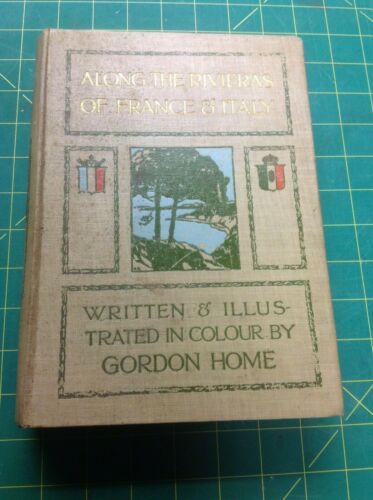 ALONG THE RIVIERAS
OF FRANCE & ITALY
WRITTEN & ILLUS-
TRATED IN COLOUR BY
GORDON HOME